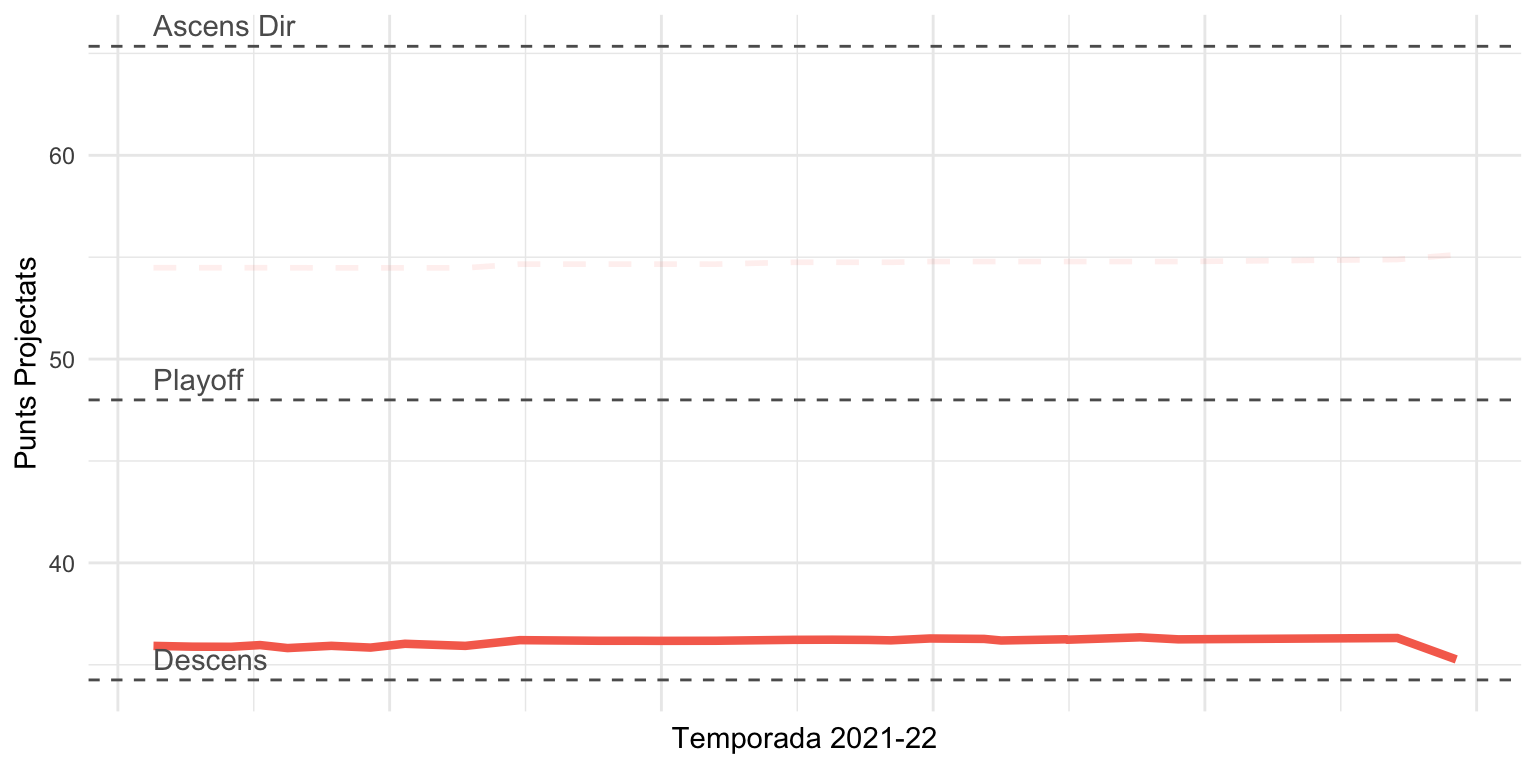 Ascens Dir
60
50
Playoff
40
Descens
Punts Projectats
Temporada 2021-22